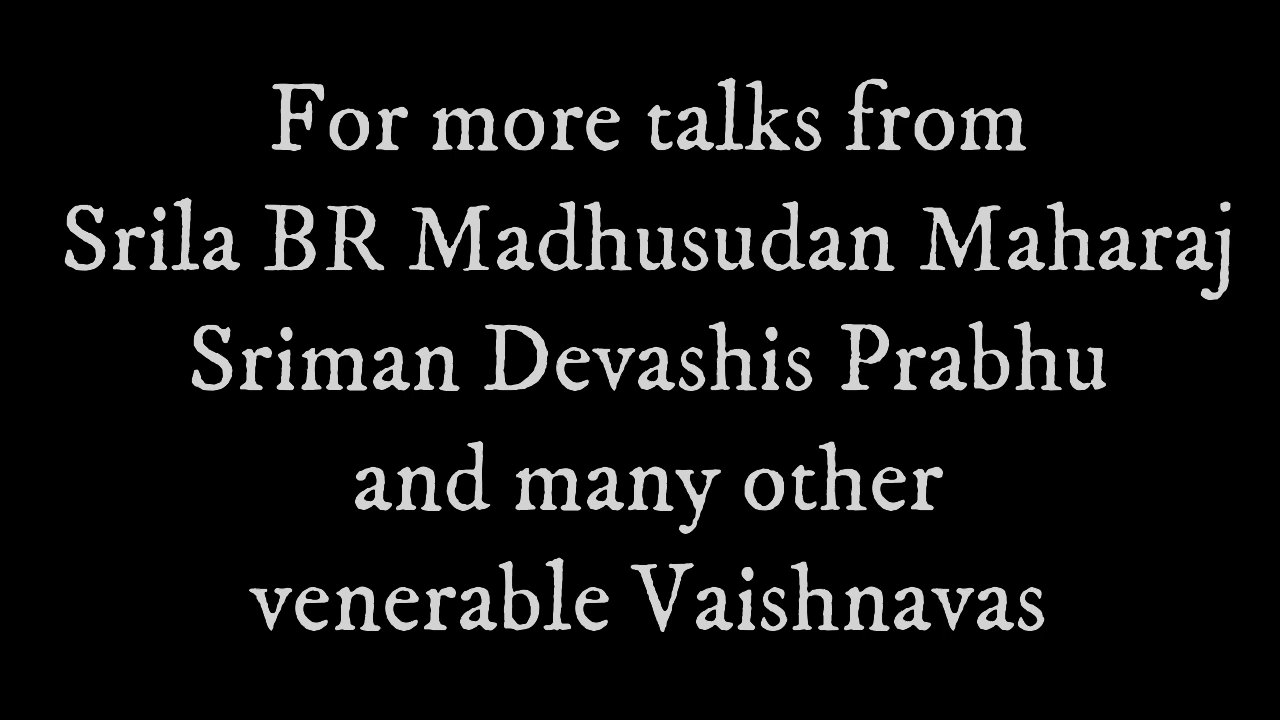 For more talks from
Srila BR Madhusudan Maharaj
Sriman Devashis Prabhu
and many other
venerable Vaishnavas